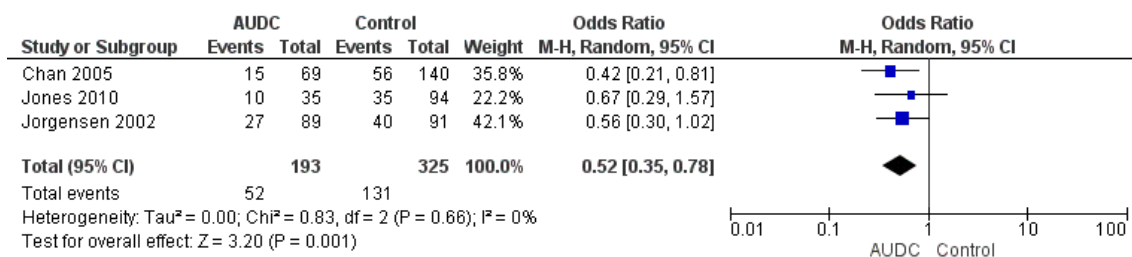 AUDC Control Odds Ratio Odds Ratio
Study or Subgroup Events Total Events Total Weight M-H, Random, 95% CI M-H, Random, 95% CI
Chan 2005 15 69 56 140 35.8% 0.42 [0.21, 0.81]
Jones 2010 10 35 35 94 22.2% 0.67 [0.29, 1.57]
Jorgensen 2002 27 89 40 91 42.1% 0.56 [0.30, 1.02]
Total (95% CI) 193 325 100.0% 0.52 [0.35, 0.78]
Total events 52 131
Heterogeneity: Tau² = 0.00; Chi² = 0.83, df = 2 (P = 0.66); I² = 0%
Test for overall effect: Z = 3.20 (P = 0.001)
0.01 0.1 1 10 100
AUDC Control